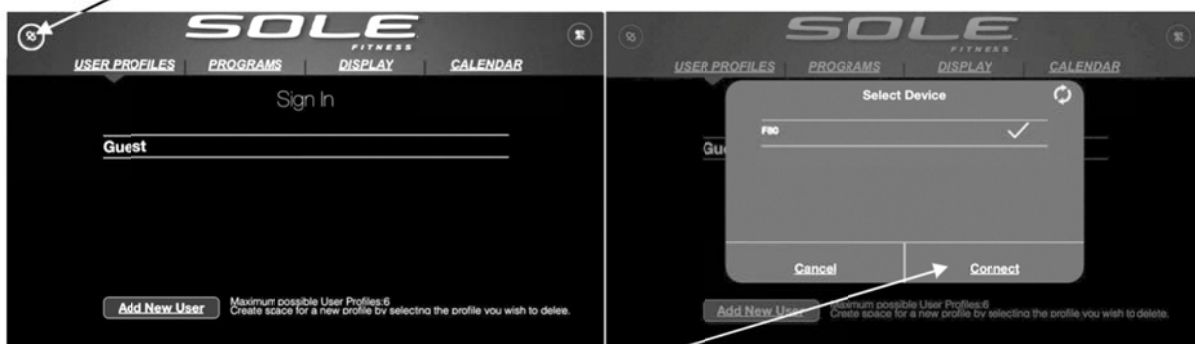 SOLE
FITNESS
USER PROFILES PROGRAMS DISPLAY CALENDAR
Sign In
Guest
Add New User
Maximum possible User Profiles:6
Create space for a new profile by selectng the profile you wish to delee.
SOLE
FITNESS
USER PROFILES PROGRAMS DISPLAY CALENDAR
Select Device
F80
Gu
Cancel Connect
Add New Us
Maximum possible User Profiles:6
Create space for a new profile by selecting the profile you wish to delete.